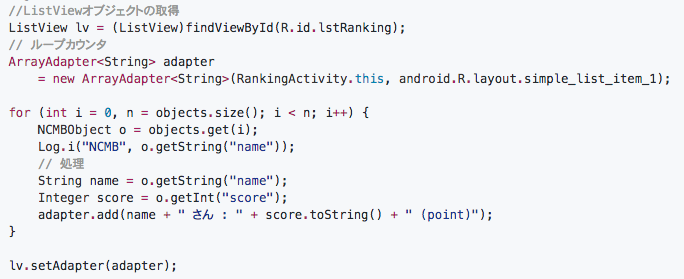 //ListViewオブジェクトの取得
ListView lv = (ListView)findViewById(R.id.lstRanking);
// ループカウンタ
ArrayAdapter<String> adapter
= new ArrayAdapter<String>(RankingActivity.this, android.R.layout.simple_list_item_1);
for (int i = 0, n = objects.size(); i < n; i++) {
NCMBObject o = objects.get(i);
Log.i("NCMB", o.getString("name"));
// 処理
String name = o.getString("name");
Integer score = o.getInt("score");
adapter.add(name + " さん : " + score.toString() + " (point)");
}
lv.setAdapter(adapter);